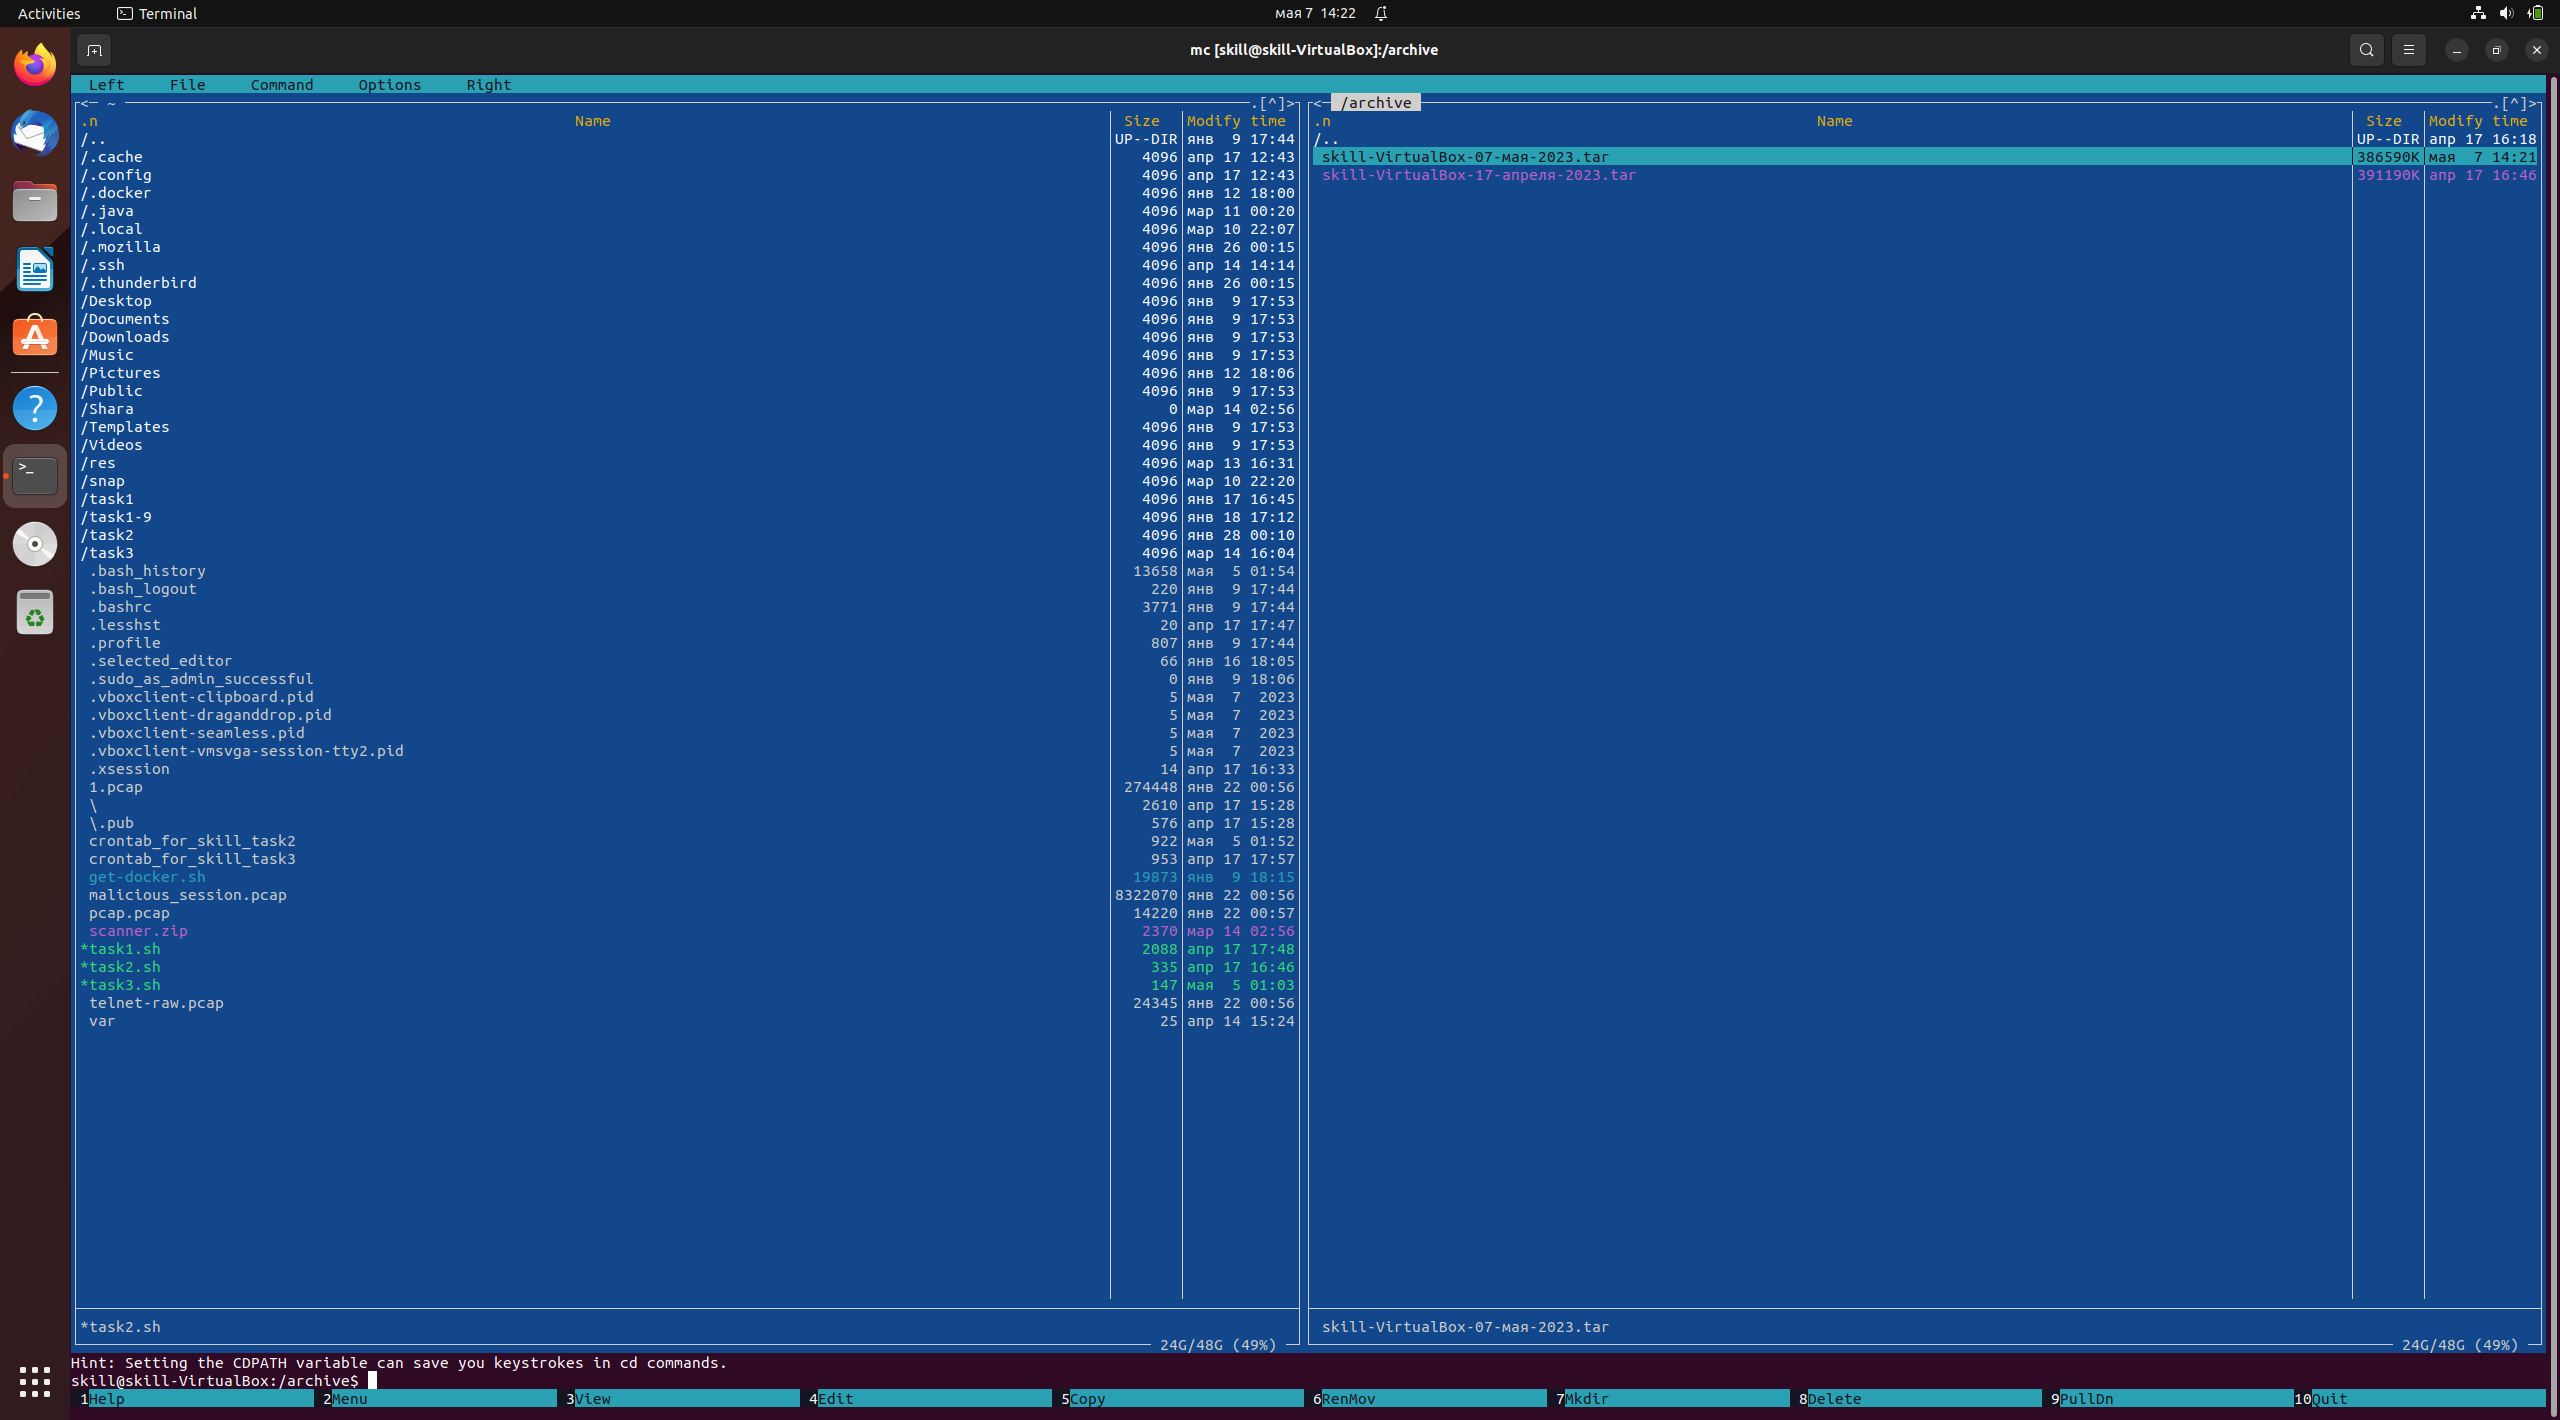 Activities Terminal мая 7 14:22
mc [skill@skill-VirtualBox]:/archive
Left File Command Options Right
<─ ~ .[^]>
.n Name Size Modify time
/.. UP--DIR янв 9 17:44
/.cache 4096 апр 17 12:43
/.config 4096 апр 17 12:43
/.docker 4096 янв 12 18:00
/.java 4096 мар 11 00:20
/.local 4096 мар 10 22:07
/.mozilla 4096 янв 26 00:15
/.ssh 4096 апр 14 14:14
/.thunderbird 4096 янв 26 00:15
/Desktop 4096 янв 9 17:53
/Documents 4096 янв 9 17:53
/Downloads 4096 янв 9 17:53
/Music 4096 янв 9 17:53
/Pictures 4096 янв 12 18:06
/Public 4096 янв 9 17:53
/Shara 0 мар 14 02:56
/Templates 4096 янв 9 17:53
/Videos 4096 янв 9 17:53
/res 4096 мар 13 16:31
/snap 4096 мар 10 22:20
/task1 4096 янв 17 16:45
/task1-9 4096 янв 18 17:12
/task2 4096 янв 28 00:10
/task3 4096 мар 14 16:04
.bash_history 13658 мая 5 01:54
.bash_logout 220 янв 9 17:44
.bashrc 3771 янв 9 17:44
.lesshst 20 апр 17 17:47
.profile 807 янв 9 17:44
.selected_editor 66 янв 16 18:05
.sudo_as_admin_successful 0 янв 9 18:06
.vboxclient-clipboard.pid 5 мая 7 2023
.vboxclient-draganddrop.pid 5 мая 7 2023
.vboxclient-seamless.pid 5 мая 7 2023
.vboxclient-vmsvga-session-tty2.pid 5 мая 7 2023
.xsession 14 апр 17 16:33
1.pcap 274448 янв 22 00:56
\ 2610 апр 17 15:28
\.pub 576 апр 17 15:28
crontab_for_skill_task2 922 мая 5 01:52
crontab_for_skill_task3 953 апр 17 17:57
get-docker.sh 19873 янв 9 18:15
malicious_session.pcap 8322070 янв 22 00:56
pcap.pcap 14220 янв 22 00:57
scanner.zip 2370 мар 14 02:56
*task1.sh 2088 апр 17 17:48
*task2.sh 335 апр 17 16:46
*task3.sh 147 мая 5 01:03
telnet-raw.pcap 24345 янв 22 00:56
var 25 апр 14 15:24
*task2.sh
24G/48G (49%)
<─ /archive .[^]>
.n Name Size Modify time
/.. UP--DIR апр 17 16:18
skill-VirtualBox-07-мая-2023.tar 386590K мая 7 14:21
skill-VirtualBox-17-апреля-2023.tar 391190K апр 17 16:46
skill-VirtualBox-07-мая-2023.tar
24G/48G (49%)
Hint: Setting the CDPATH variable can save you keystrokes in cd commands.
skill@skill-VirtualBox:/archive$
1Help 2Menu 3View 4Edit 5Copy 6RenMov 7Mkdir 8Delete 9PullDn 10Quit